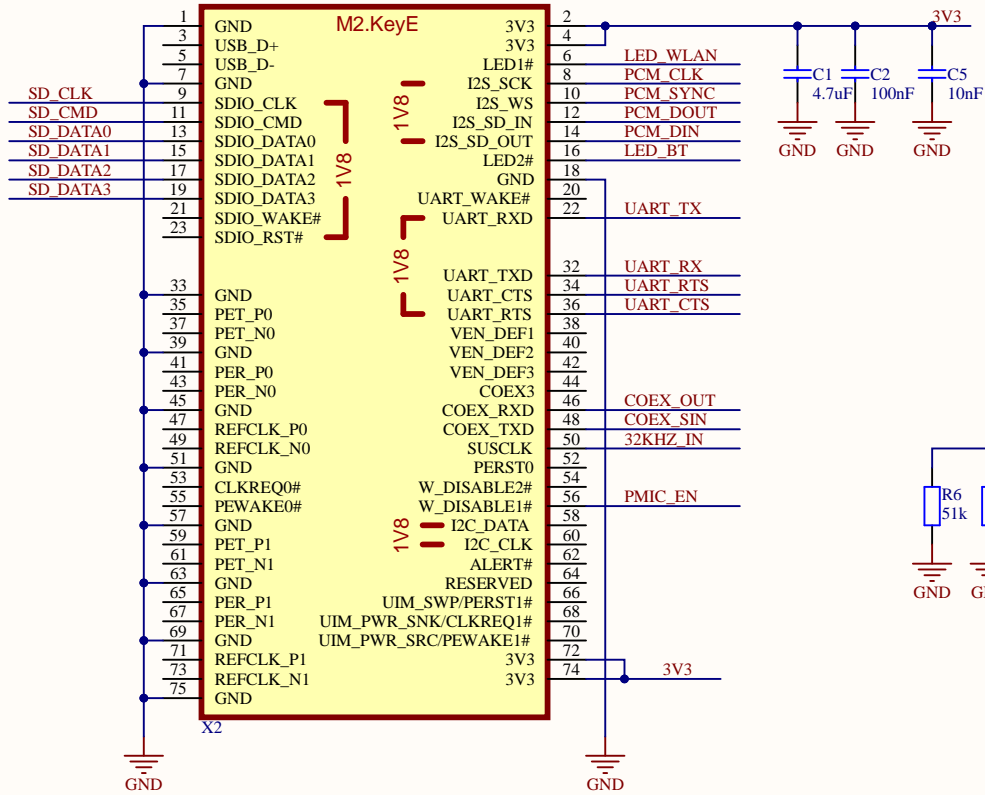 M2.KeyE
1 GND 3V3 2 3V3
3 USB_D+ 3V3 4
5 USB_D- LED1# 6 LED_WLAN
7 GND I2S_SCK 8 PCM_CLK
SD_CLK 9 SDIO_CLK I2S_WS 10 PCM_SYNC
SD_CMD 11 SDIO_CMD I2S_SD_IN 12 PCM_DOUT
SD_DATA0 13 SDIO_DATA0 I2S_SD_OUT 14 PCM_DIN
SD_DATA1 15 SDIO_DATA1 LED2# 16 LED_BT
SD_DATA2 17 SDIO_DATA2 GND 18
SD_DATA3 19 SDIO_DATA3 UART_WAKE# 20
21 SDIO_WAKE# UART_RXD 22 UART_TX
23 SDIO_RST#
1V8
1V8
1V8
UART_TXD 32 UART_RX
33 GND UART_CTS 34 UART_RTS
35 PET_P0 UART_RTS 36 UART_CTS
37 PET_N0 VEN_DEF1 38
39 GND VEN_DEF2 40
41 PER_P0 VEN_DEF3 42
43 PER_N0 COEX3 44
45 GND COEX_RXD 46 COEX_OUT
47 REFCLK_P0 COEX_TXD 48 COEX_SIN
49 REFCLK_N0 SUSCLK 50 32KHZ_IN
51 GND PERST0 52
53 CLKREQ0# W_DISABLE2# 54
55 PEWAKE0# W_DISABLE1# 56 PMIC_EN
57 GND I2C_DATA 58
59 PET_P1 I2C_CLK 60
1V8
61 PET_N1 ALERT# 62
63 GND RESERVED 64
65 PER_P1 UIM_SWP/PERST1# 66
67 PER_N1 UIM_PWR_SNK/CLKREQ1# 68
69 GND UIM_PWR_SRC/PEWAKE1# 70
71 REFCLK_P1 3V3 72
73 REFCLK_N1 3V3 74 3V3
75 GND
X2
GND GND
C1 C2 C5
4.7uF 100nF 10nF
GND GND GND
R6
51k
GND